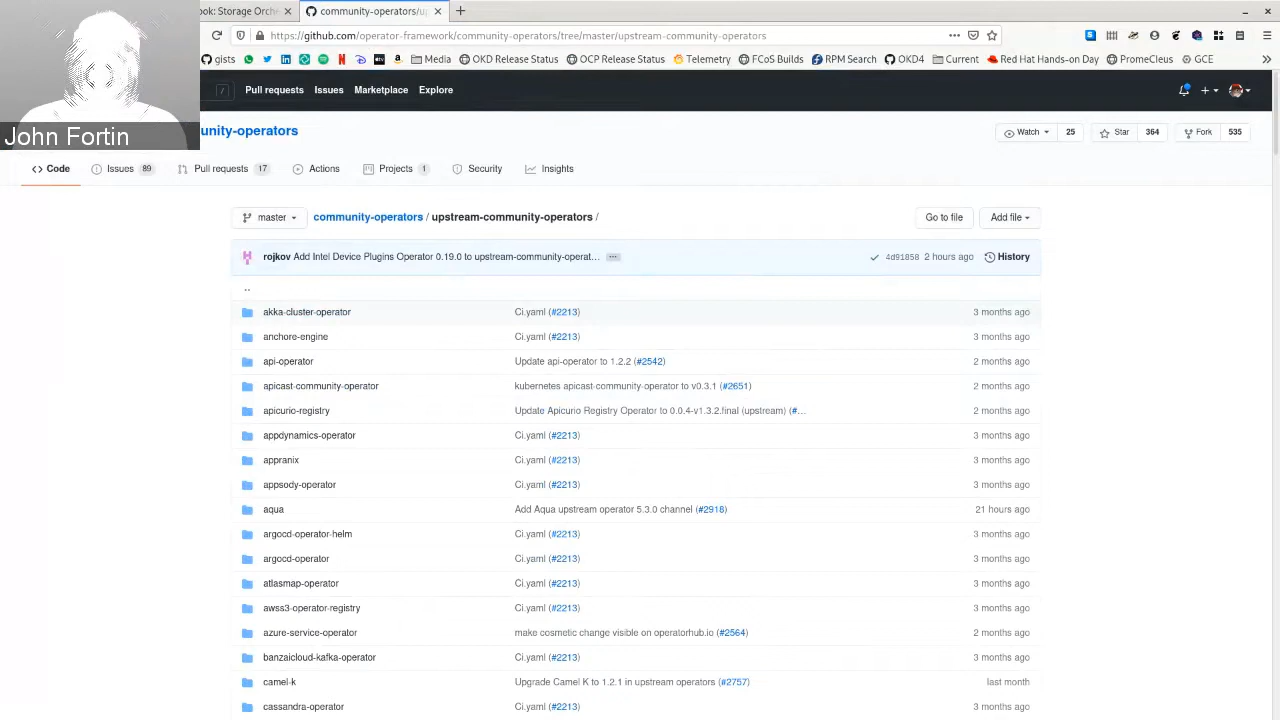 ook: Storage Orch
community-operators/u
https://github.com/operator-framework/community-operators/tree/master/upstream-community-operators
gists
Media
OKD Release Status
OCP Release Status
Telemetry
FCoS Builds
RPM Search
OKD4
Current
Red Hat Hands-on Day
PromeCleus
GCE
/
Pull requests
Issues
Marketplace
Explore
John Fortin
unity-operators
Watch
25
Star
364
Fork
535
Code
Issues 89
Pull requests 17
Actions
Projects 1
Security
Insights
master
community-operators / upstream-community-operators /
Go to file
Add file
rojkov Add Intel Device Plugins Operator 0.19.0 to upstream-community-operat… ... 4d91858 2 hours ago History
..
akka-cluster-operator Ci.yaml (#2213) 3 months ago
anchore-engine Ci.yaml (#2213) 3 months ago
api-operator Update api-operator to 1.2.2 (#2542) 2 months ago
apicast-community-operator kubernetes apicast-community-operator to v0.3.1 (#2651) 2 months ago
apicurio-registry Update Apicurio Registry Operator to 0.0.4-v1.3.2.final (upstream) (#… 2 months ago
appdynamics-operator Ci.yaml (#2213) 3 months ago
appranix Ci.yaml (#2213) 3 months ago
appsody-operator Ci.yaml (#2213) 3 months ago
aqua Add Aqua upstream operator 5.3.0 channel (#2918) 21 hours ago
argocd-operator-helm Ci.yaml (#2213) 3 months ago
argocd-operator Ci.yaml (#2213) 3 months ago
atlasmap-operator Ci.yaml (#2213) 3 months ago
awss3-operator-registry Ci.yaml (#2213) 3 months ago
azure-service-operator make cosmetic change visible on operatorhub.io (#2564) 2 months ago
banzaicloud-kafka-operator Ci.yaml (#2213) 3 months ago
camel-k Upgrade Camel K to 1.2.1 in upstream operators (#2757) last month
cassandra-operator Ci.yaml (#2213) 3 months ago